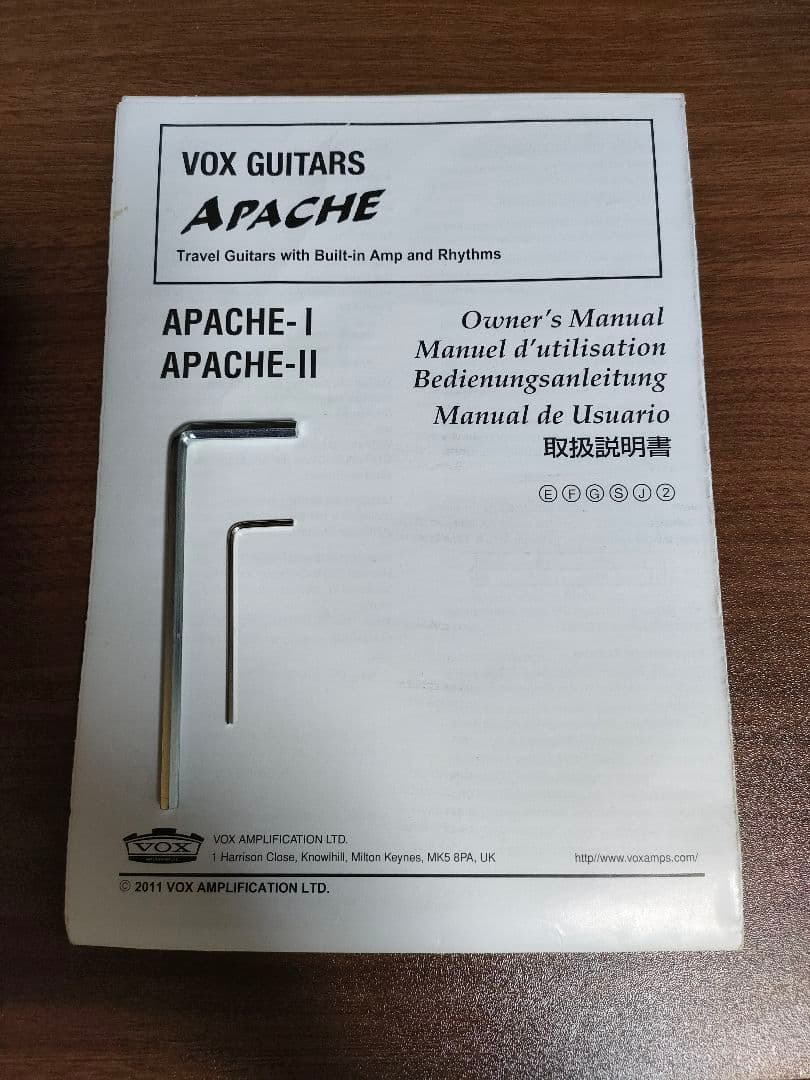 VOX GUITARS
APACHE
Travel Guitars with Built-in Amp and Rhythms
APACHE-I
APACHE-II
Owner's Manual
Manuel d'utilisation
Bedienungsanleitung
Manual de Usuario
取扱説明書
Ⓔ Ⓕ Ⓖ Ⓢ Ⓙ ②
VOX
VOX AMPLIFICATION LTD.
1 Harrison Close, Knowlhill, Milton Keynes, MK5 8PA, UK
http//www.voxamps.com/
© 2011 VOX AMPLIFICATION LTD.